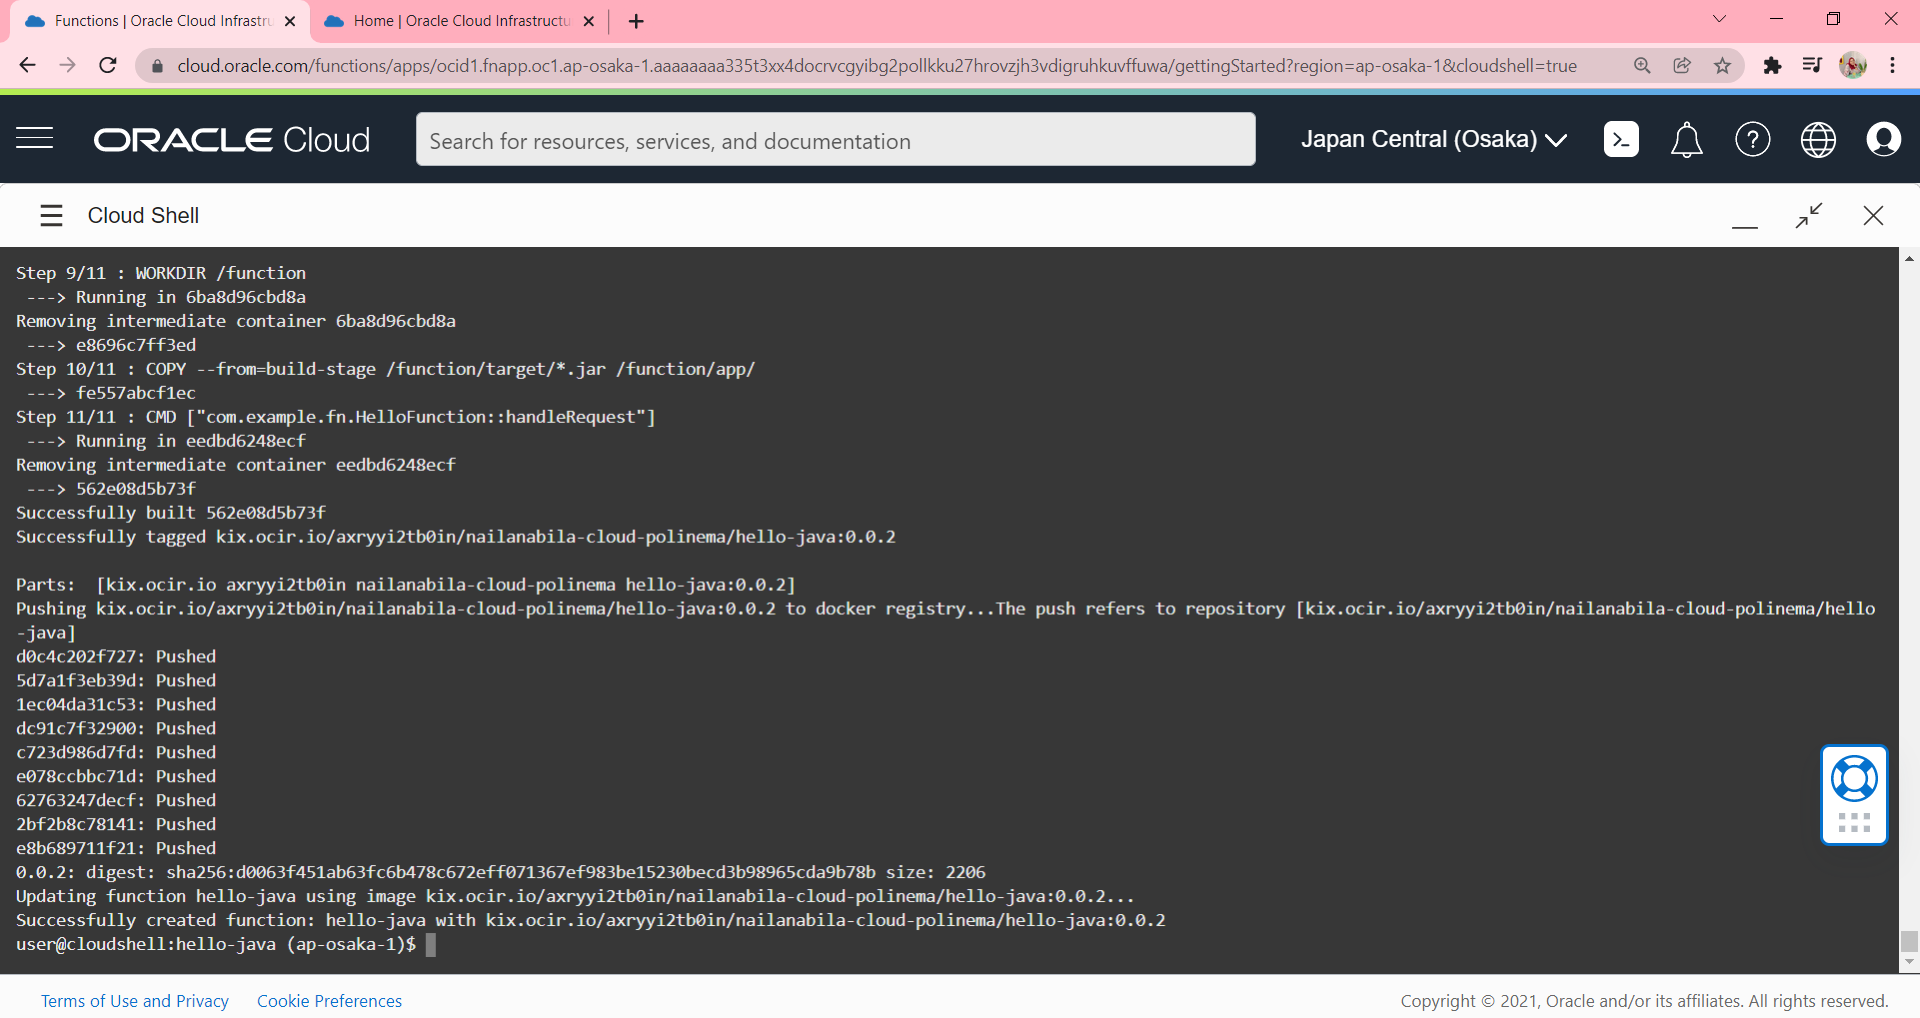 Functions | Oracle Cloud Infrastru
Home | Oracle Cloud Infrastructu
cloud.oracle.com/functions/apps/ocid1.fnapp.oc1.ap-osaka-1.aaaaaaaa335t3xx4docrvcgyibg2pollkku27hrovzjh3vdigruhkuvffuwa/gettingStarted?region=ap-osaka-1&cloudshell=true
ORACLE Cloud
Search for resources, services, and documentation
Japan Central (Osaka)
Cloud Shell
Step 9/11 : WORKDIR /function
 ---> Running in 6ba8d96cbd8a
Removing intermediate container 6ba8d96cbd8a
 ---> e8696c7ff3ed
Step 10/11 : COPY --from=build-stage /function/target/*.jar /function/app/
 ---> fe557abcf1ec
Step 11/11 : CMD ["com.example.fn.HelloFunction::handleRequest"]
 ---> Running in eedbd6248ecf
Removing intermediate container eedbd6248ecf
 ---> 562e08d5b73f
Successfully built 562e08d5b73f
Successfully tagged kix.ocir.io/axryyi2tb0in/nailanabila-cloud-polinema/hello-java:0.0.2
Parts:  [kix.ocir.io axryyi2tb0in nailanabila-cloud-polinema hello-java:0.0.2]
Pushing kix.ocir.io/axryyi2tb0in/nailanabila-cloud-polinema/hello-java:0.0.2 to docker registry...The push refers to repository [kix.ocir.io/axryyi2tb0in/nailanabila-cloud-polinema/hello
-java]
d0c4c202f727: Pushed
5d7a1f3eb39d: Pushed
1ec04da31c53: Pushed
dc91c7f32900: Pushed
c723d986d7fd: Pushed
e078ccbbc71d: Pushed
62763247decf: Pushed
2bf2b8c78141: Pushed
e8b689711f21: Pushed
0.0.2: digest: sha256:d0063f451ab63fc6b478c672eff071367ef983be15230becd3b98965cda9b78b size: 2206
Updating function hello-java using image kix.ocir.io/axryyi2tb0in/nailanabila-cloud-polinema/hello-java:0.0.2...
Successfully created function: hello-java with kix.ocir.io/axryyi2tb0in/nailanabila-cloud-polinema/hello-java:0.0.2
user@cloudshell:hello-java (ap-osaka-1)$
Terms of Use and Privacy
Cookie Preferences
Copyright © 2021, Oracle and/or its affiliates. All rights reserved.